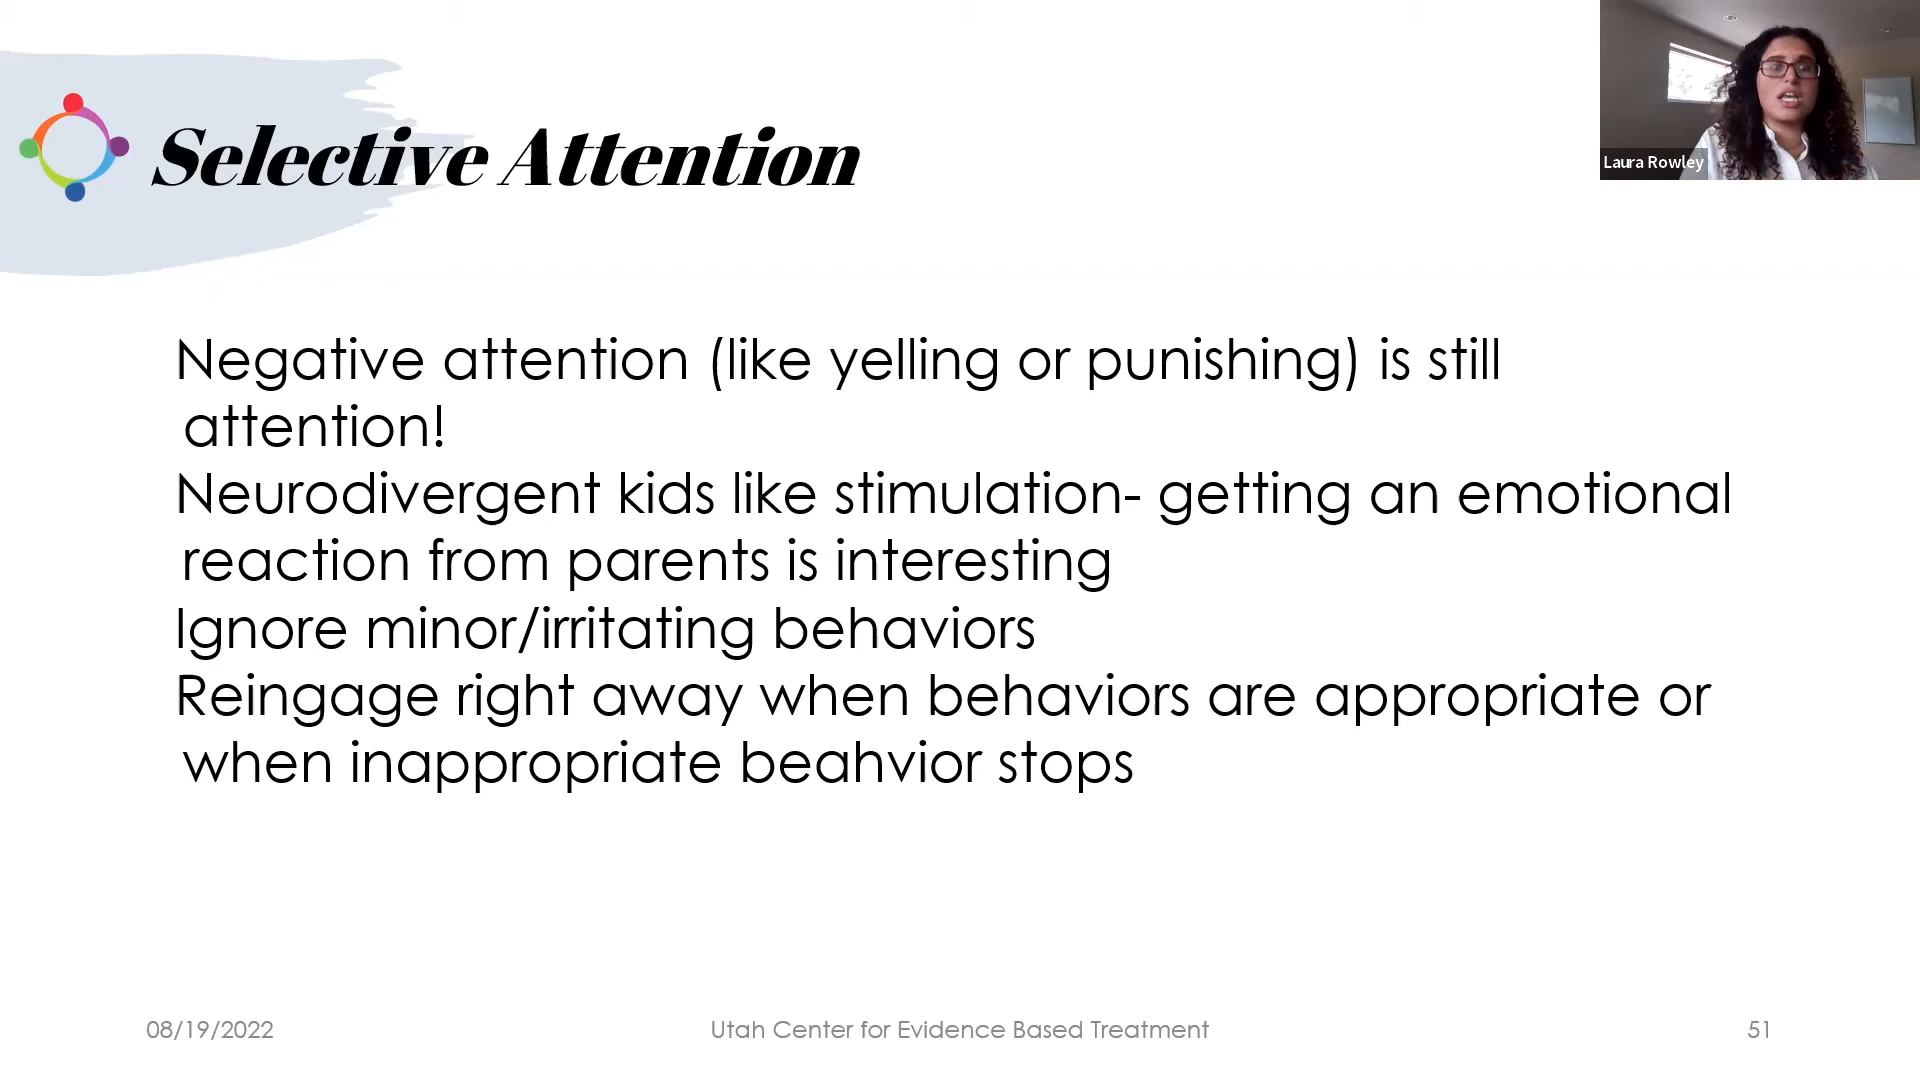 Selective Attention
Laura Rowley
Negative attention (like yelling or punishing) is still
attention!
Neurodivergent kids like stimulation- getting an emotional
reaction from parents is interesting
Ignore minor/irritating behaviors
Reingage right away when behaviors are appropriate or
when inappropriate beahvior stops
08/19/2022
Utah Center for Evidence Based Treatment
51